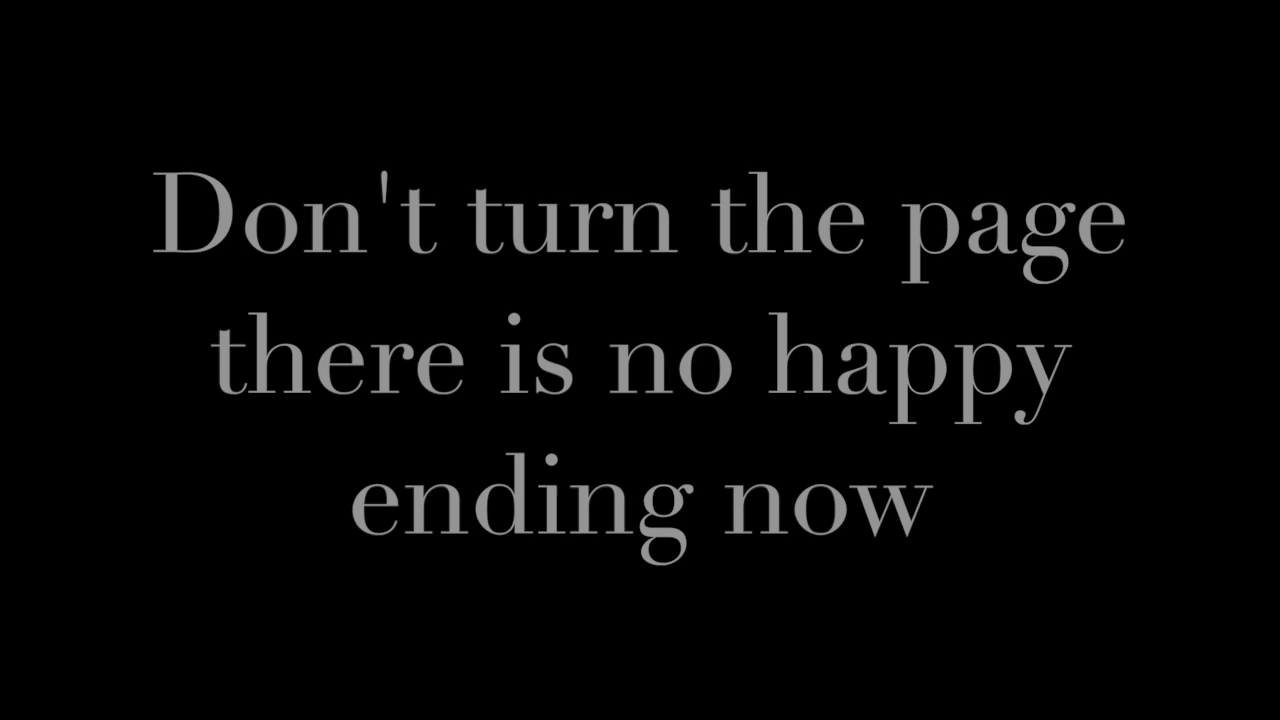 Don't turn the page
there is no happy
ending now